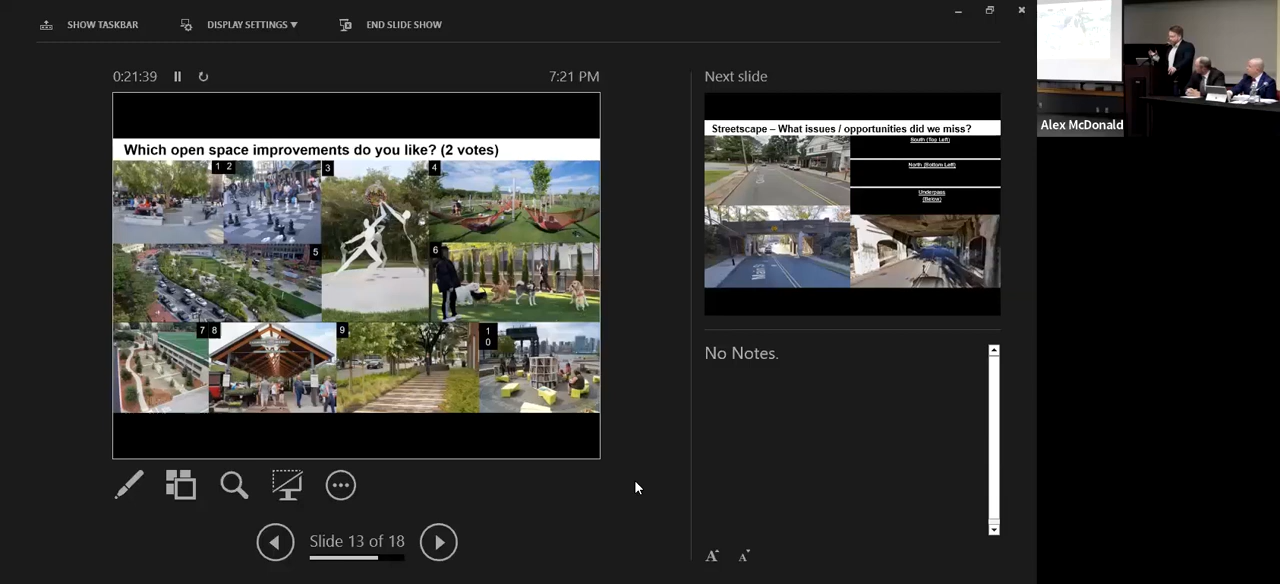 SHOW TASKBAR
DISPLAY SETTINGS ▼
END SLIDE SHOW
0:21:39
7:21 PM
Next slide
Which open space improvements do you like? (2 votes)
1 2
3
4
5
6
7 8
9
1
0
Streetscape – What issues / opportunities did we miss?
South (Top Left)
North (Bottom Left)
Underpass
(Below)
No Notes.
Slide 13 of 18
A
A
Alex McDonald